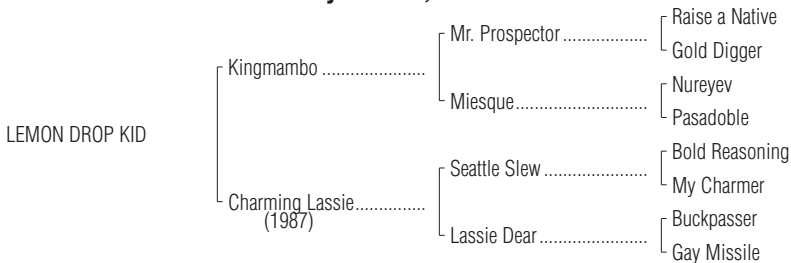 Raise a Native
Mr. Prospector ....................
Gold Digger
Kingmambo ........................
Nureyev
Miesque...............................
Pasadoble
LEMON DROP KID
Bold Reasoning
Seattle Slew ........................
My Charmer
Charming Lassie................
(1987)
Buckpasser
Lassie Dear.........................
Gay Missile